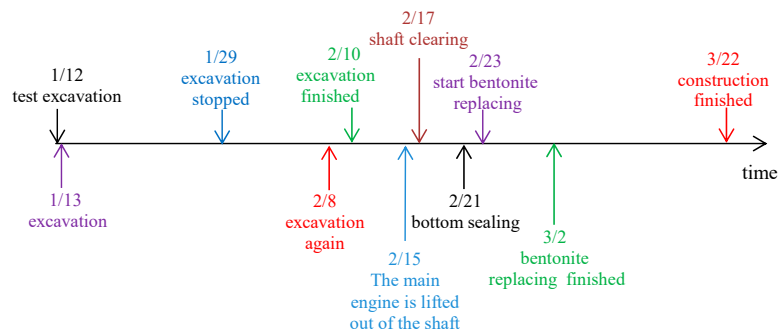 1/12
test excavation
1/29
excavation
stopped
2/10
excavation
finished
2/17
shaft clearing
2/23
start bentonite
replacing
3/22
construction
finished
time
1/13
excavation
2/8
excavation
again
2/15
The main
engine is lifted
out of the shaft
2/21
bottom sealing
3/2
bentonite
replacing finished